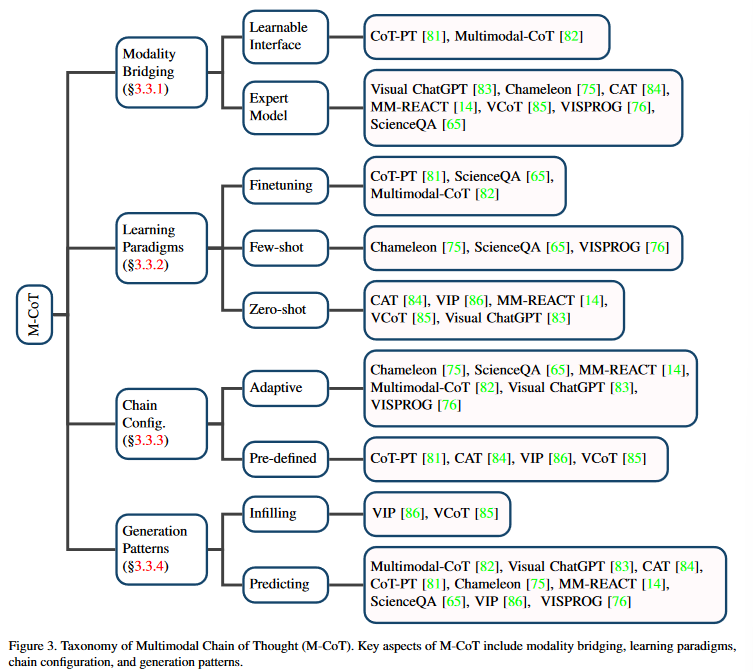 M-CoT
Modality
Bridging
(§3.3.1)
Learnable
Interface
CoT-PT [81], Multimodal-CoT [82]
Expert
Model
Visual ChatGPT [83], Chameleon [75], CAT [84],
MM-REACT [14], VCoT [85], VISPROG [76],
ScienceQA [65]
Learning
Paradigms
(§3.3.2)
Finetuning
CoT-PT [81], ScienceQA [65],
Multimodal-CoT [82]
Few-shot
Chameleon [75], ScienceQA [65], VISPROG [76]
Zero-shot
CAT [84], VIP [86], MM-REACT [14],
VCoT [85], Visual ChatGPT [83]
Chain
Config.
(§3.3.3)
Adaptive
Chameleon [75], ScienceQA [65], MM-REACT [14],
Multimodal-CoT [82], Visual ChatGPT [83],
VISPROG [76]
Pre-defined
CoT-PT [81], CAT [84], VIP [86], VCoT [85]
Generation
Patterns
(§3.3.4)
Infilling
VIP [86], VCoT [85]
Predicting
Multimodal-CoT [82], Visual ChatGPT [83], CAT [84],
CoT-PT [81], Chameleon [75], MM-REACT [14],
ScienceQA [65], VIP [86], VISPROG [76]
Figure 3. Taxonomy of Multimodal Chain of Thought (M-CoT). Key aspects of M-CoT include modality bridging, learning paradigms,
chain configuration, and generation patterns.